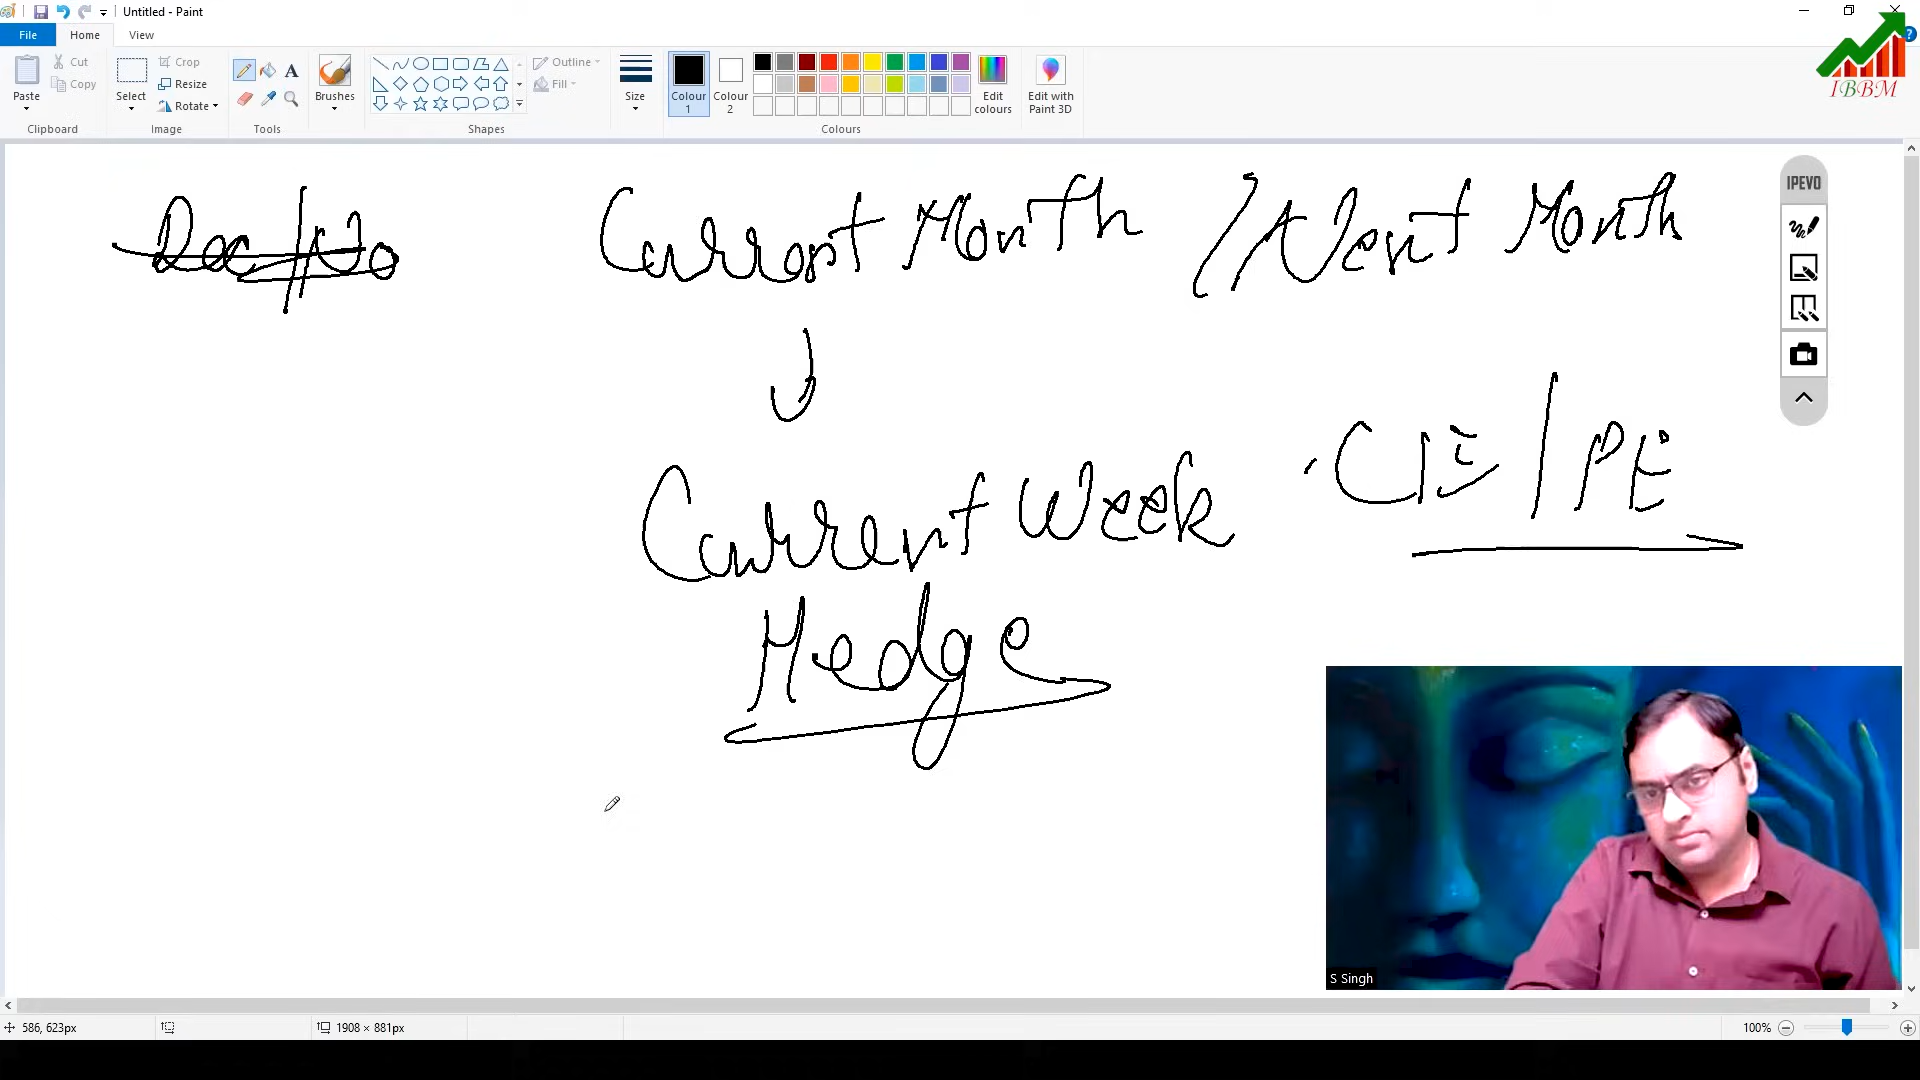 Untitled - Paint
File Home View
Paste
Cut
Copy
Clipboard
Select
Crop
Resize
Rotate
Image
Tools
Brushes
Shapes
Outline
Fill
Size
Colour 1
Colour 2
Edit colours
Colours
Edit with Paint 3D
IBBM
IPEVO
Current Month / Next Month
CE / PE
Current Week
Hedge
S Singh
586, 623px
1908 × 881px
100%